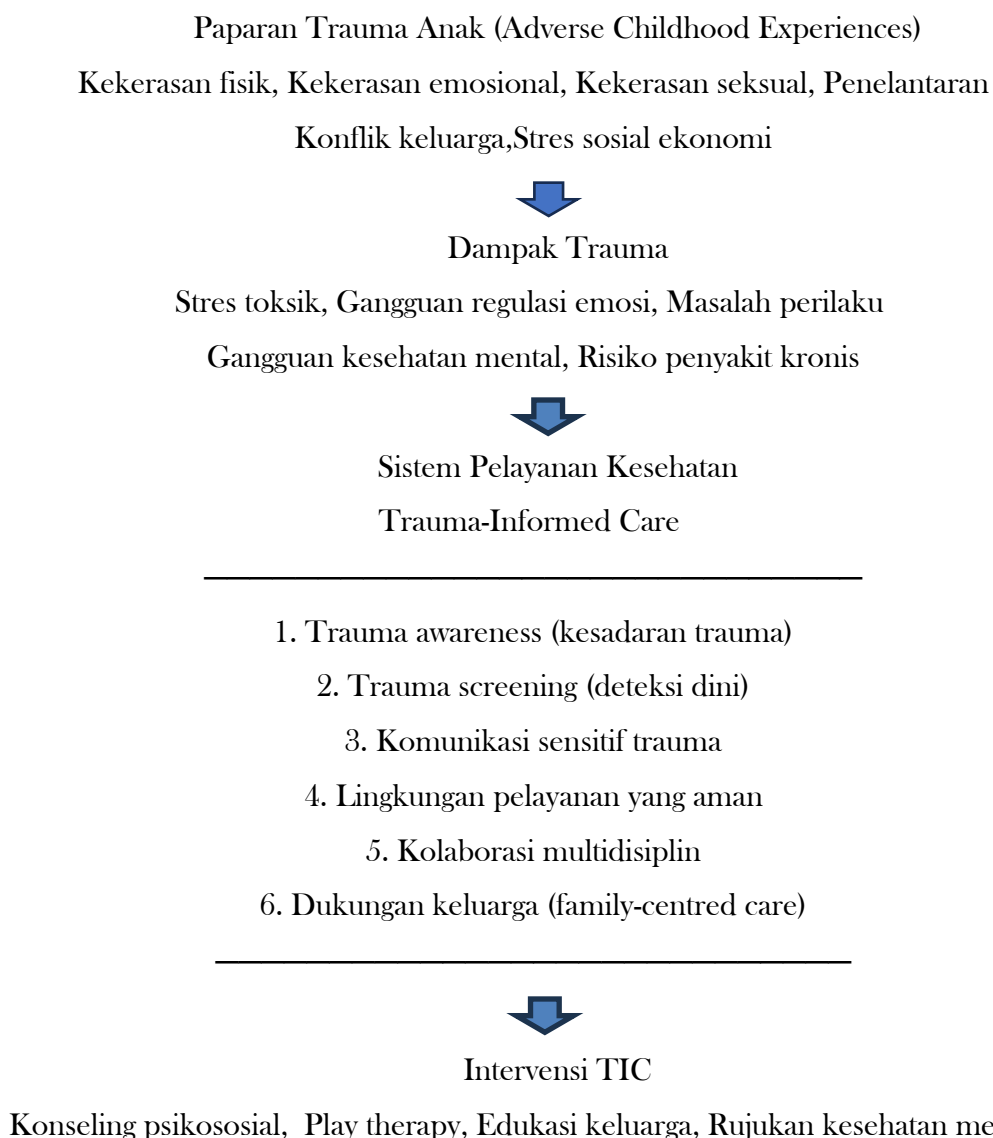 Paparan Trauma Anak (Adverse Childhood Experiences)
Kekerasan fisik, Kekerasan emosional, Kekerasan seksual, Penelantaran
Konflik keluarga,Stres sosial ekonomi
Dampak Trauma
Stres toksik, Gangguan regulasi emosi, Masalah perilaku
Gangguan kesehatan mental, Risiko penyakit kronis
Sistem Pelayanan Kesehatan
Trauma-Informed Care
1. Trauma awareness (kesadaran trauma)
2. Trauma screening (deteksi dini)
3. Komunikasi sensitif trauma
4. Lingkungan pelayanan yang aman
5. Kolaborasi multidisiplin
6. Dukungan keluarga (family-centred care)
Intervensi TIC
Konseling psikososial, Play therapy, Edukasi keluarga, Rujukan kesehatan